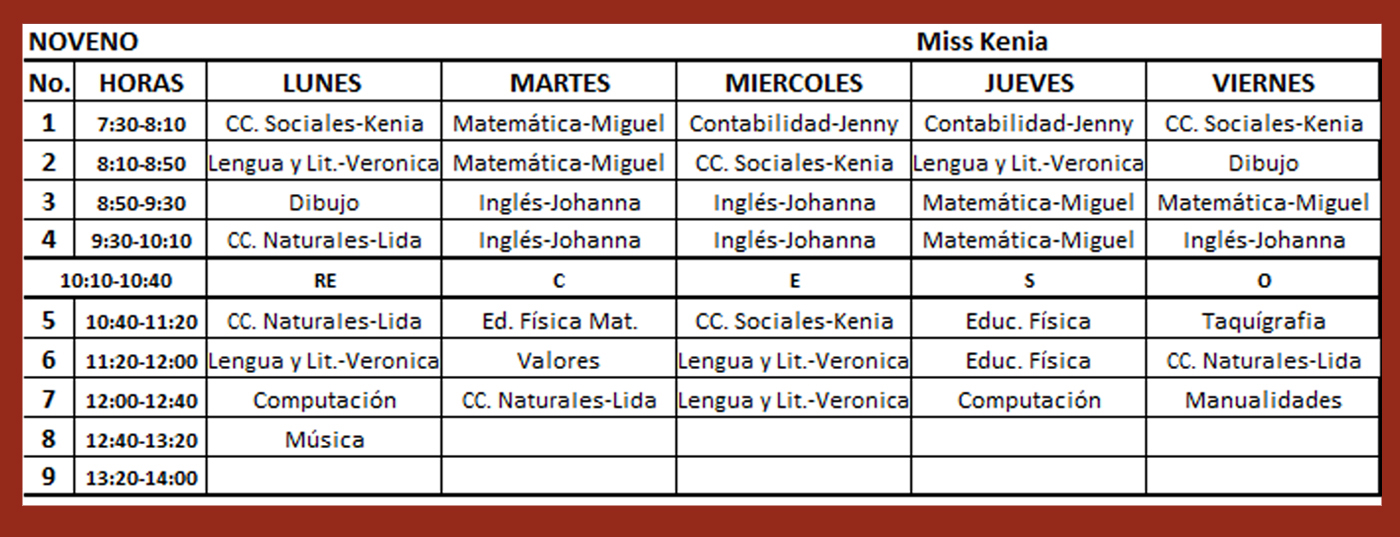 NOVENO Miss Kenia
No. HORAS LUNES MARTES MIERCOLES JUEVES VIERNES
1 7:30-8:10 CC. Sociales-Kenia Matemática-Miguel Contabilidad-Jenny Contabilidad-Jenny CC. Sociales-Kenia
2 8:10-8:50 Lengua y Lit.-Veronica Matemática-Miguel CC. Sociales-Kenia Lengua y Lit.-Veronica Dibujo
3 8:50-9:30 Dibujo Inglés-Johanna Inglés-Johanna Matemática-Miguel Matemática-Miguel
4 9:30-10:10 CC. Naturales-Lida Inglés-Johanna Inglés-Johanna Matemática-Miguel Inglés-Johanna
10:10-10:40 RE C E S O
5 10:40-11:20 CC. Naturales-Lida Ed. Física Mat. CC. Sociales-Kenia Educ. Física Taquígrafia
6 11:20-12:00 Lengua y Lit.-Veronica Valores Lengua y Lit.-Veronica Educ. Física CC. Naturales-Lida
7 12:00-12:40 Computación CC. Naturales-Lida Lengua y Lit.-Veronica Computación Manualidades
8 12:40-13:20 Música
9 13:20-14:00